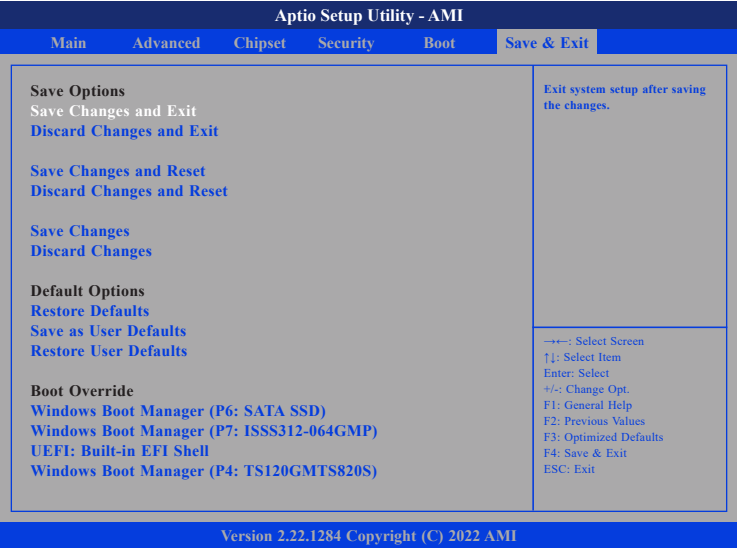 Aptio Setup Utility - AMI
Main Advanced Chipset Security Boot Save & Exit
Save Options
Save Changes and Exit
Discard Changes and Exit
Save Changes and Reset
Discard Changes and Reset
Save Changes
Discard Changes
Default Options
Restore Defaults
Save as User Defaults
Restore User Defaults
Boot Override
Windows Boot Manager (P6: SATA SSD)
Windows Boot Manager (P7: ISSS312-064GMP)
UEFI: Built-in EFI Shell
Windows Boot Manager (P4: TS120GMTS820S)
Exit system setup after saving
the changes.
→←: Select Screen
↑↓: Select Item
Enter: Select
+/-: Change Opt.
F1: General Help
F2: Previous Values
F3: Optimized Defaults
F4: Save & Exit
ESC: Exit
Version 2.22.1284 Copyright (C) 2022 AMI